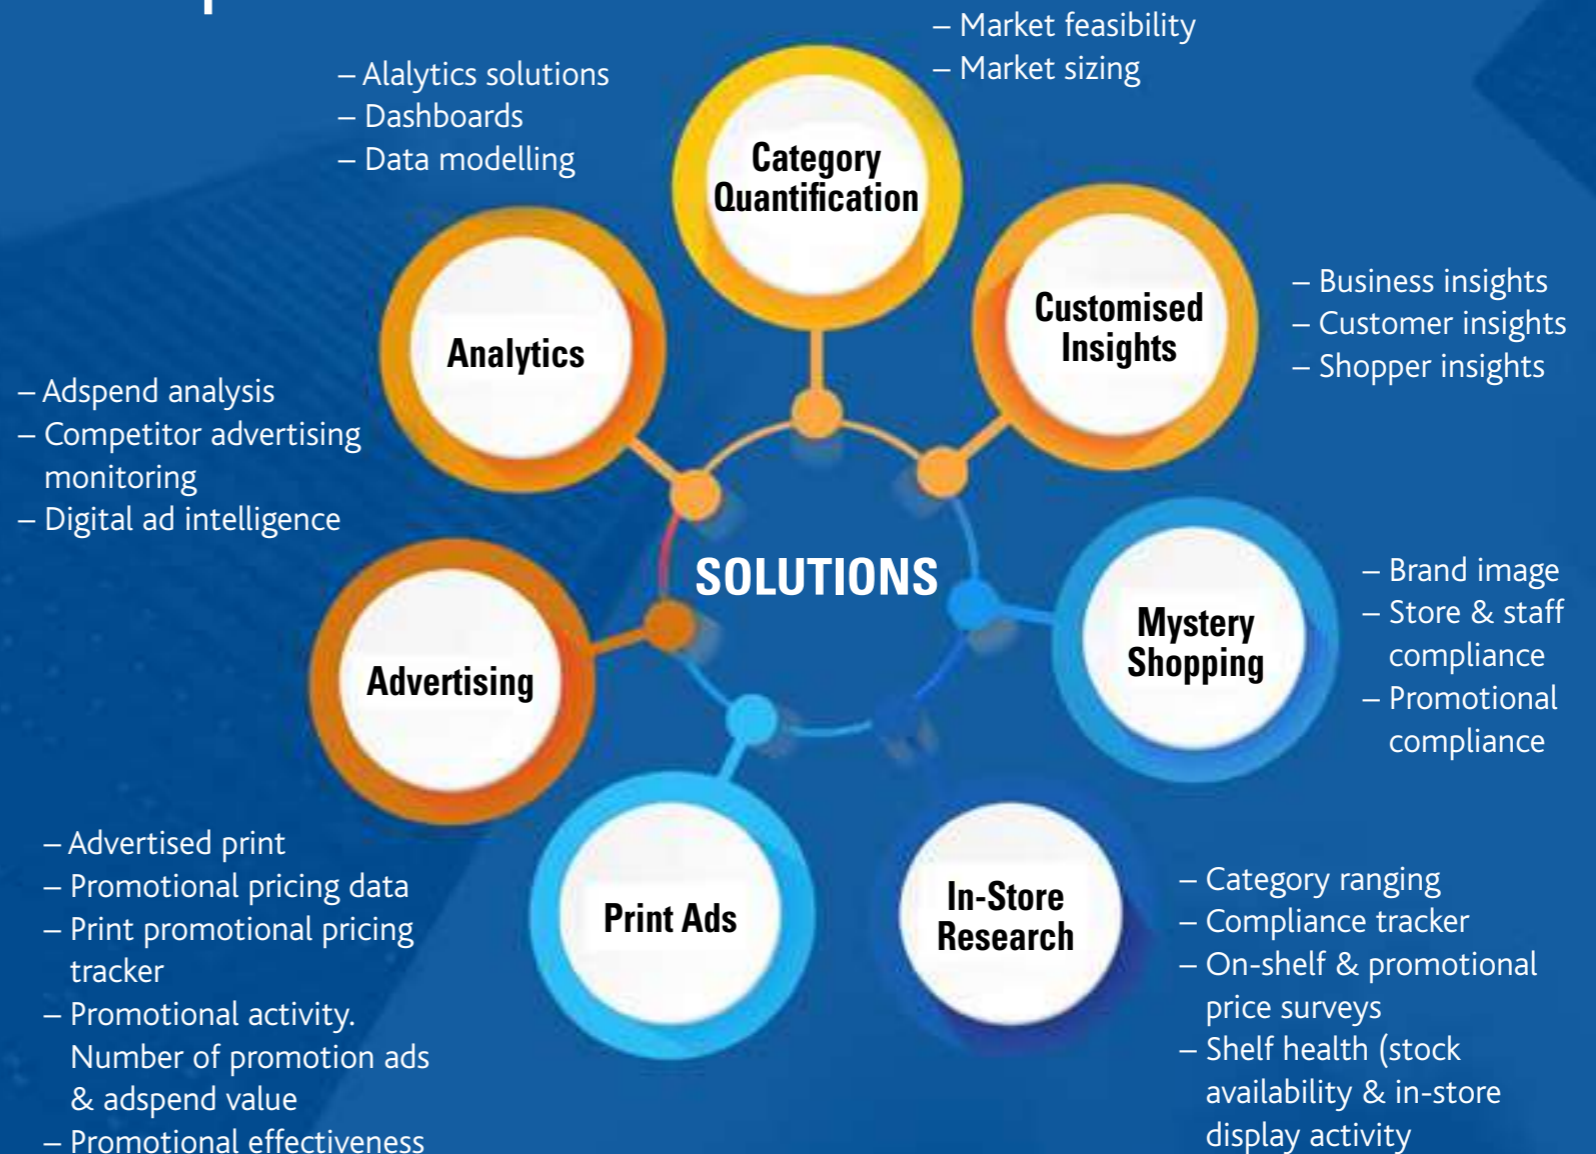 – Market feasibility
– Market sizing
– Alalytics solutions
– Dashboards
– Data modelling
Category
Quantification
Customised
Insights
– Business insights
– Customer insights
– Shopper insights
Analytics
– Adspend analysis
– Competitor advertising
monitoring
– Digital ad intelligence
SOLUTIONS
Mystery
Shopping
– Brand image
– Store & staff
compliance
– Promotional
compliance
Advertising
– Advertised print
– Promotional pricing data
– Print promotional pricing
tracker
– Promotional activity.
Number of promotion ads
& adspend value
– Promotional effectiveness
Print Ads
In-Store
Research
– Category ranging
– Compliance tracker
– On-shelf & promotional
price surveys
– Shelf health (stock
availability & in-store
display activity